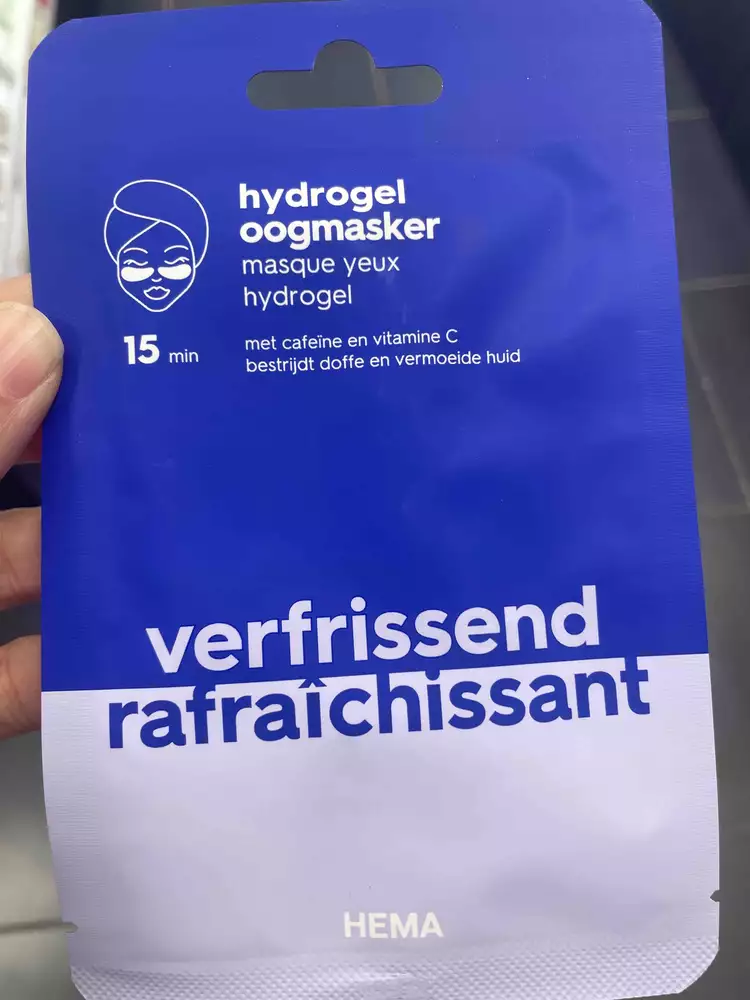 hydrogel
oogmasker
masque yeux
hydrogel
15 min
met cafeïne en vitamine C
bestrijdt doffe en vermoeide huid
verfrissend
rafraîchissant
HEMA